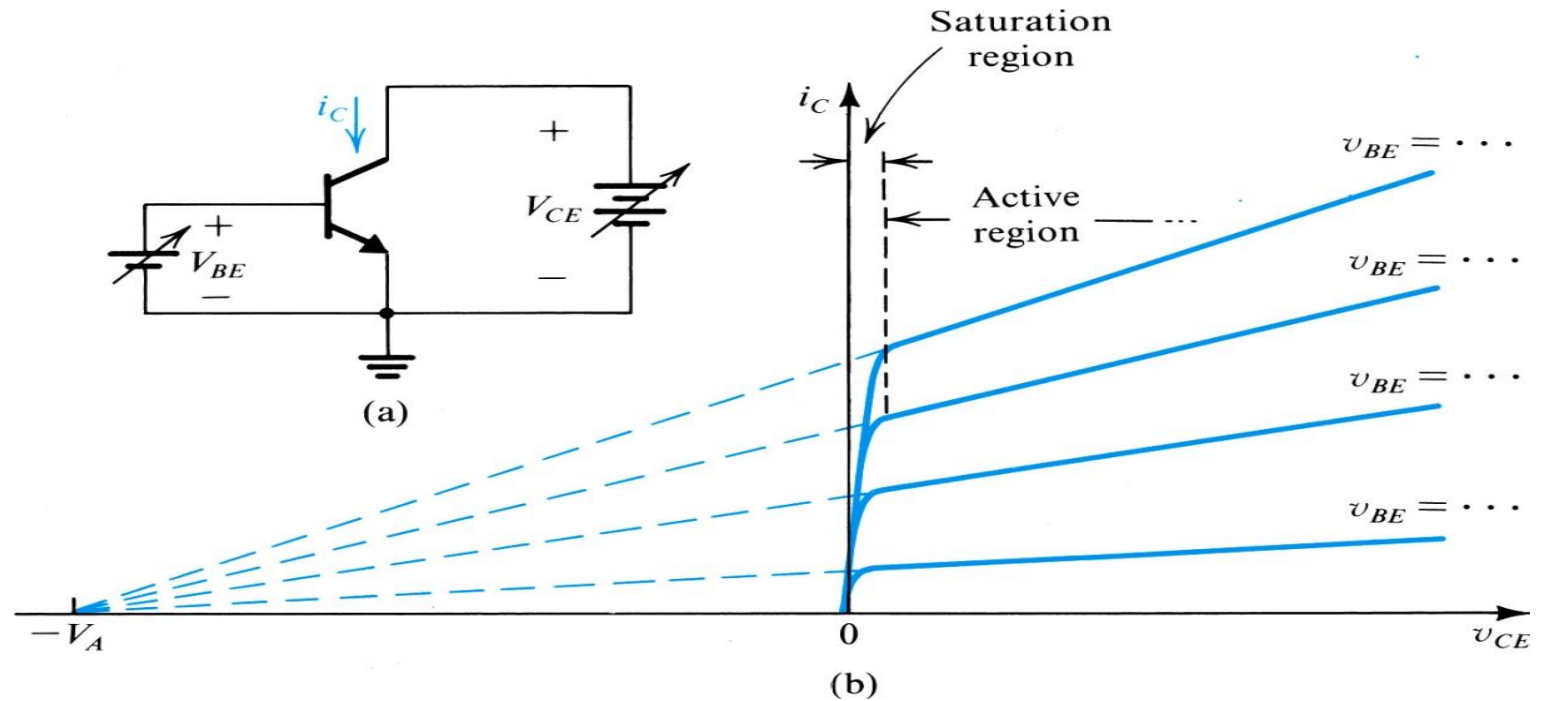 Saturation
region
i_C
i_C
+
V_CE
−
+
V_BE
−
(a)
Active
region
v_BE = · · ·
v_BE = · · ·
v_BE = · · ·
v_BE = · · ·
−V_A
0
v_CE
(b)